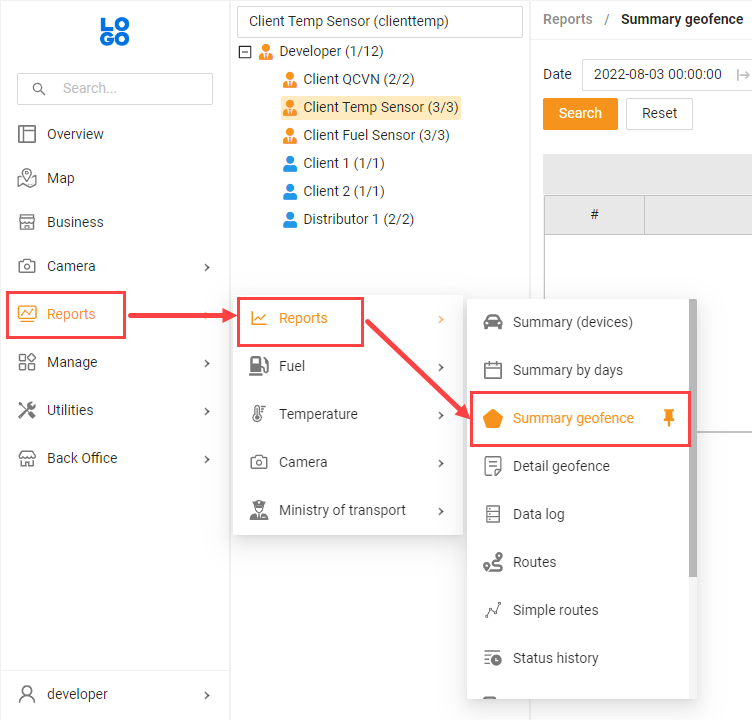 LO
GO
Search...
Overview
Map
Business
Camera
Reports
Manage
Utilities
Back Office
developer
Client Temp Sensor (clienttemp)
Developer (1/12)
Client QCVN (2/2)
Client Temp Sensor (3/3)
Client Fuel Sensor (3/3)
Client 1 (1/1)
Client 2 (1/1)
Distributor 1 (2/2)
Reports
Fuel
Temperature
Camera
Ministry of transport
Summary (devices)
Summary by days
Summary geofence
Detail geofence
Data log
Routes
Simple routes
Status history
Reports / Summary geofence
Date 2022-08-03 00:00:00
Search Reset
#